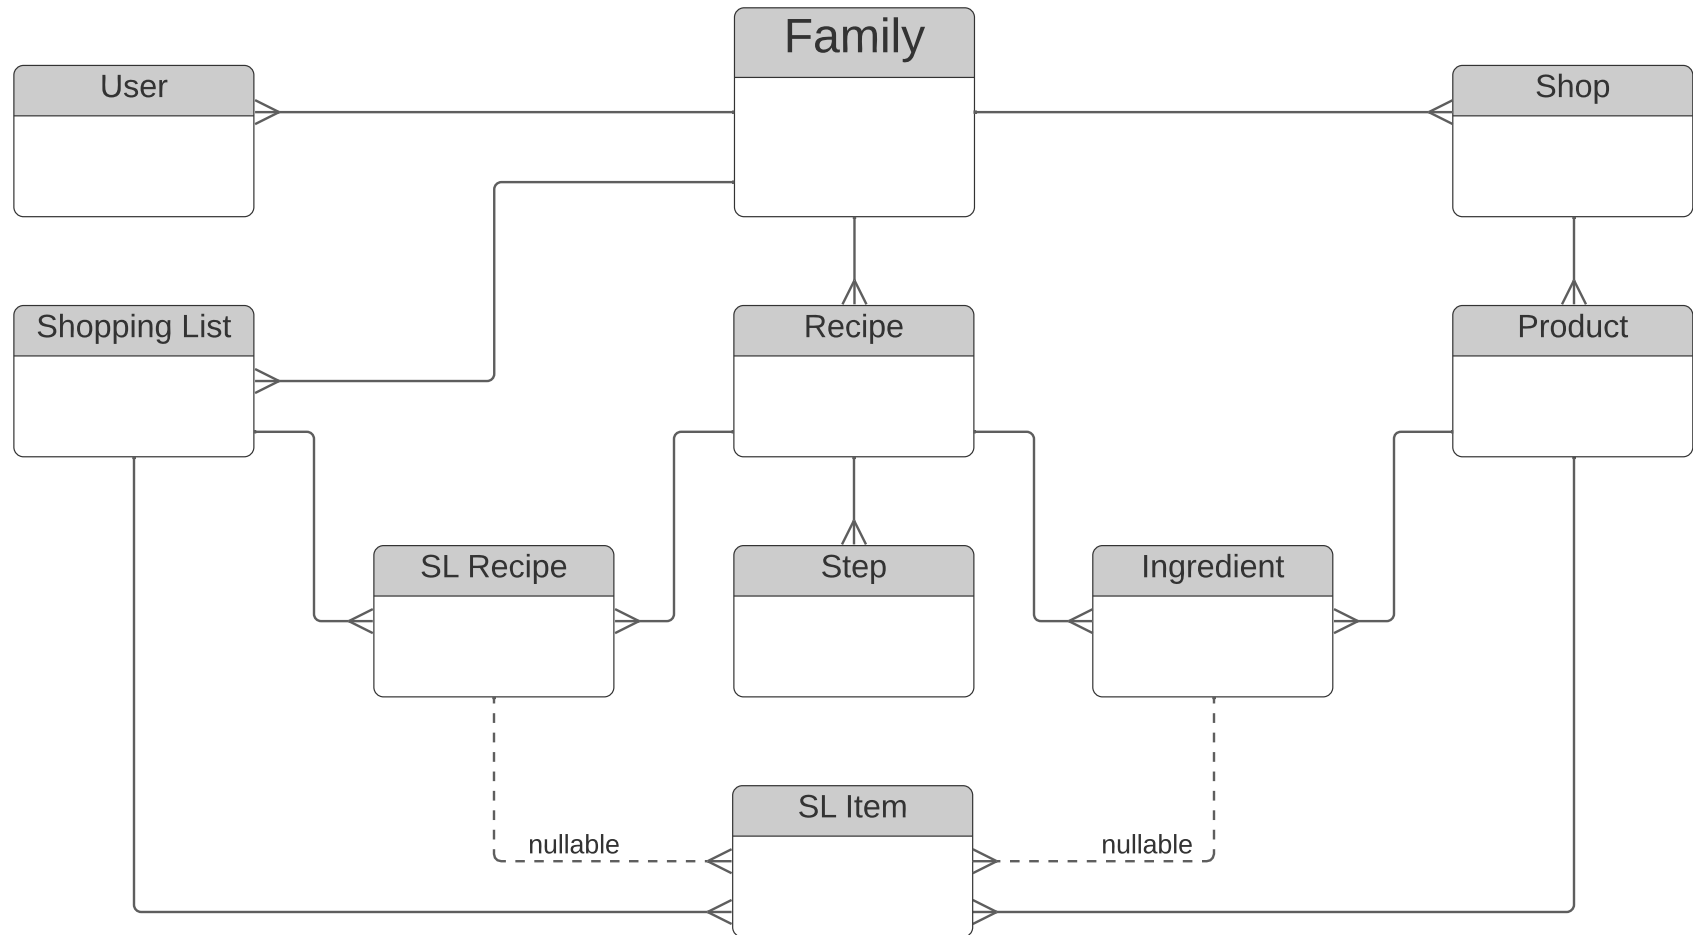 Family
User
Shop
Shopping List
Recipe
Product
SL Recipe
Step
Ingredient
SL Item
nullable
nullable